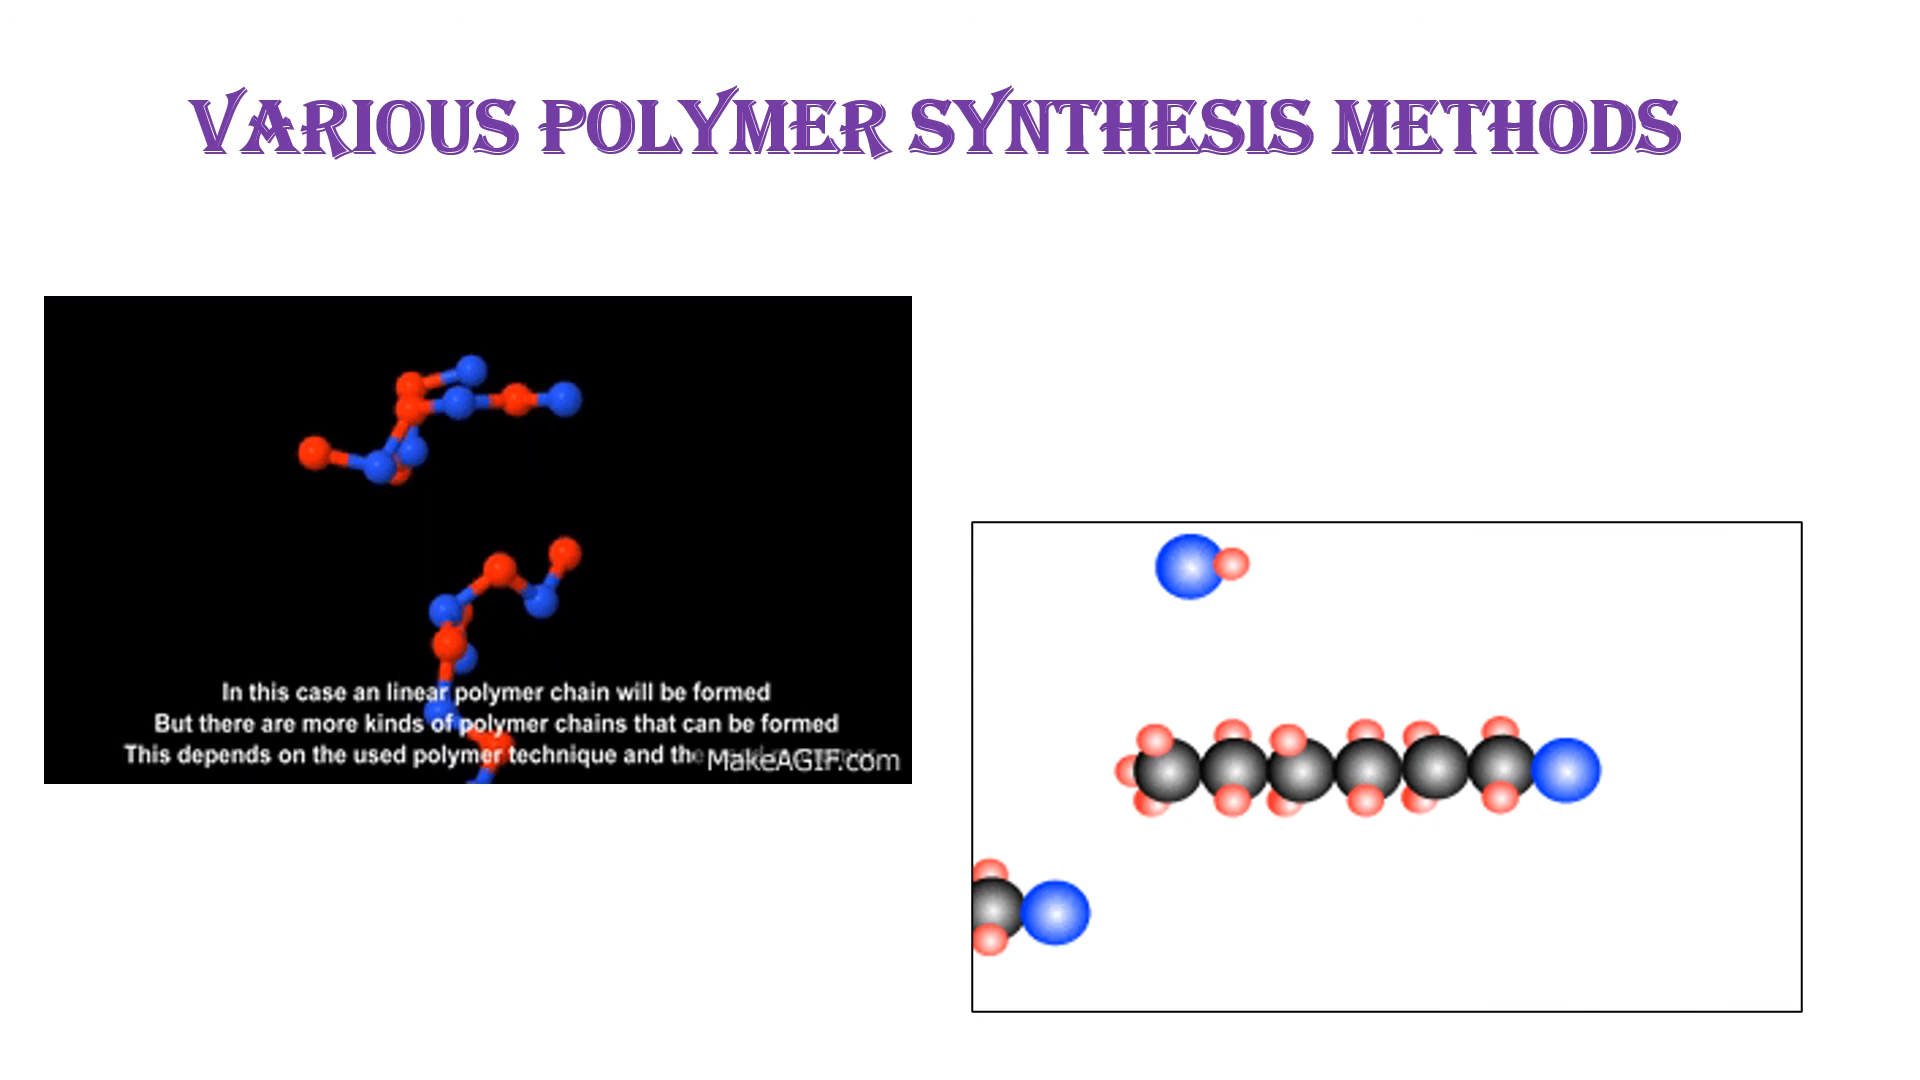 VARIOUS POLYMER SYNTHESIS METHODS
In this case an linear polymer chain will be formed
But there are more kinds of polymer chains that can be formed
This depends on the used polymer technique and the
MakeAGIF.com